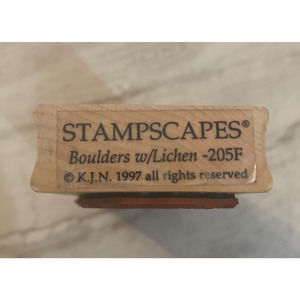 STAMPSCAPES®
Boulders w/Lichen -205F
© K.J.N. 1997 all rights reserved